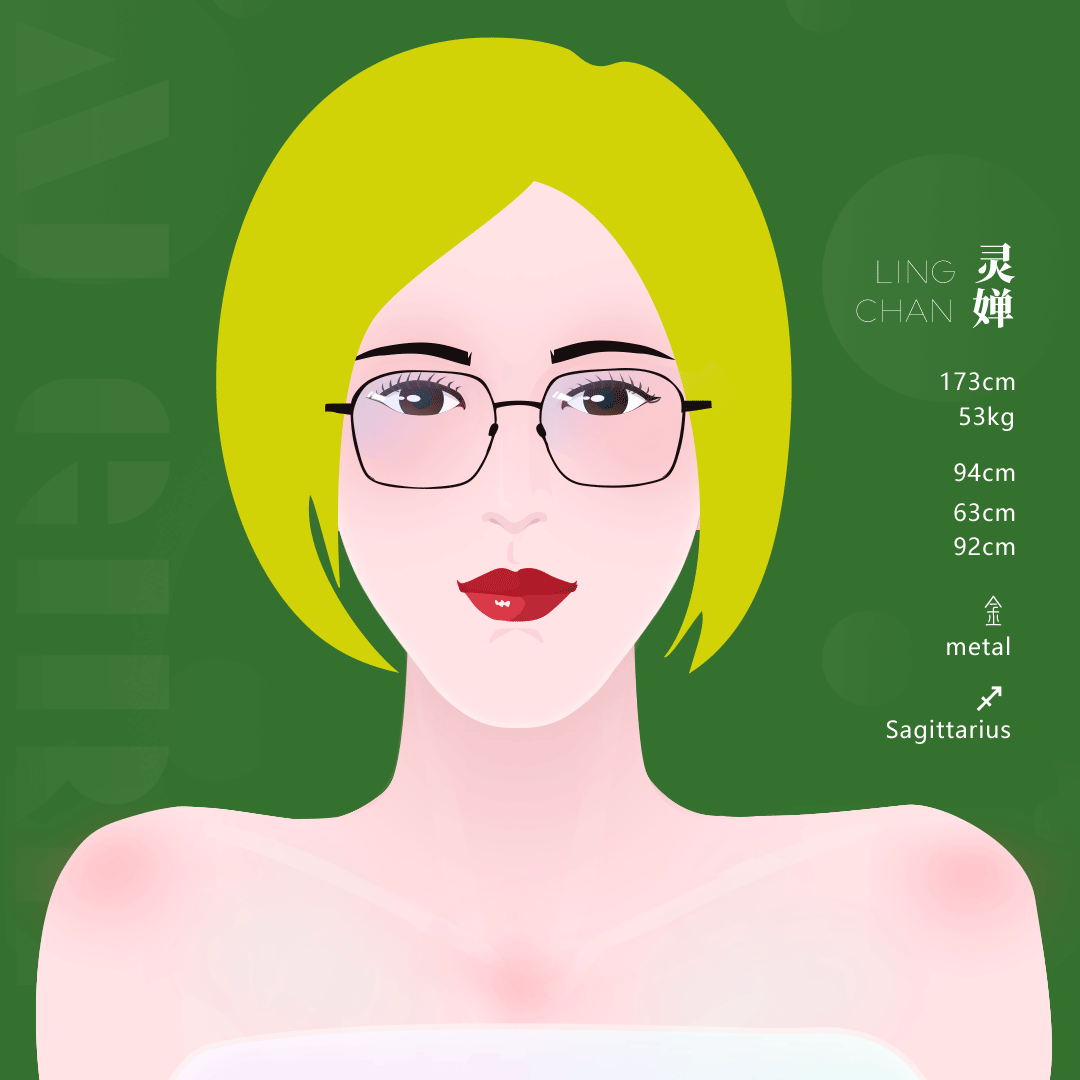 灵婵
LING
CHAN
173cm
53kg
94cm
63cm
92cm
金
metal
Sagittarius